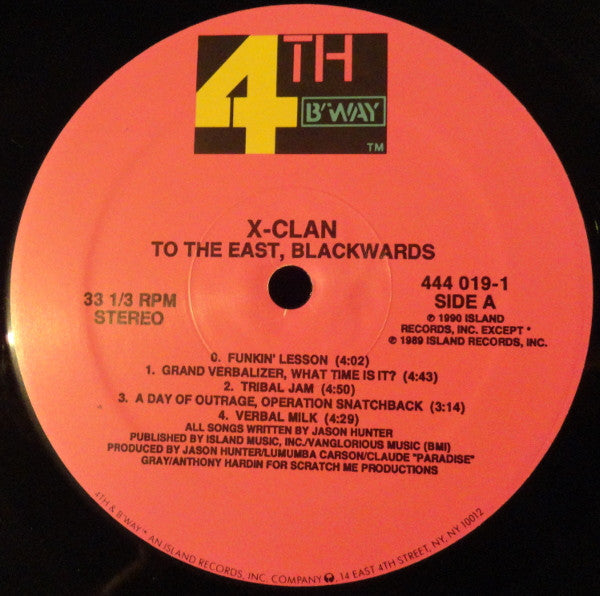 4TH
B'WAY
TM
X-CLAN
TO THE EAST, BLACKWARDS
33 1/3 RPM
STEREO
444 019-1
SIDE A
℗ 1990 ISLAND
RECORDS, INC. EXCEPT *
℗ 1989 ISLAND RECORDS, INC.
0. FUNKIN' LESSON (4:02)
1. GRAND VERBALIZER, WHAT TIME IS IT? (4:43)
2. TRIBAL JAM (4:50)
3. A DAY OF OUTRAGE, OPERATION SNATCHBACK (3:14)
4. VERBAL MILK (4:29)
ALL SONGS WRITTEN BY JASON HUNTER
PUBLISHED BY ISLAND MUSIC, INC./VANGLORIOUS MUSIC (BMI)
PRODUCED BY JASON HUNTER/LUMUMBA CARSON/CLAUDE "PARADISE"
GRAY/ANTHONY HARDIN FOR SCRATCH ME PRODUCTIONS
4TH & B'WAY™ AN ISLAND RECORDS, INC. COMPANY, 14 EAST 4TH STREET, NY, NY 10012